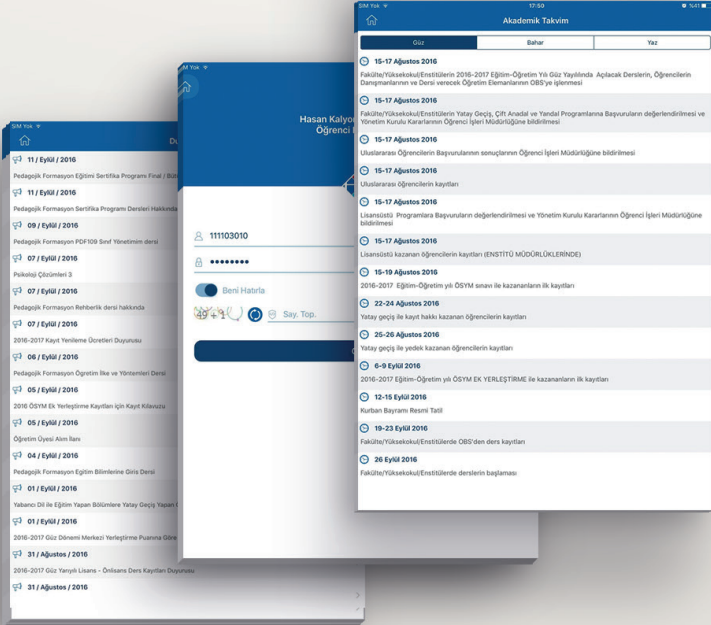 SIM Yok
11 / Eylül / 2016
Pedagojik Formasyon Eğitimi Sertifika Programı Final /
11 / Eylül / 2016
Pedagojik Formasyon Sertifika Programı Dersleri Hakkında
09 / Eylül / 2016
Pedagojik Formasyon PDF109 Sınıf Yönetimim dersi
07 / Eylül / 2016
Psikoloji Çözümleri 3
07 / Eylül / 2016
Pedagojik Formasyon Rehberlik dersi hakkında
07 / Eylül / 2016
2016-2017 Kayıt Yenileme Ücretleri Duyurusu
06 / Eylül / 2016
Pedagojik Formasyon Ögretim İlke ve Yöntemleri Dersi
05 / Eylül / 2016
2016 ÖSYM Ek Yerleştirme Kayıtları için Kayıt Kılavuzu
05 / Eylül / 2016
Öğretim Üyesi Alım İlanı
04 / Eylül / 2016
Pedagojik Formasyon Egitim Bilimlerine Giris Dersi
01 / Eylül / 2016
Yabancı Dil ile Eğitim Yapan Bölümlere Yatay Geçiş Yapan
01 / Eylül / 2016
2016-2017 Güz Dönemi Merkezi Yerleştirme Puanına Göre
31 / Ağustos / 2016
2016-2017 Güz Yarıyılı Lisans - Önlisans Ders Kayıtları Duyurusu
31 / Ağustos / 2016
M Yok
Hasan Kalyo
Öğrenci
111103010
Beni Hatırla
49 + 1
Say. Top.
SIM Yok
17:50
%41
Akademik Takvim
Güz
Bahar
Yaz
15-17 Ağustos 2016
Fakülte/Yüksekokul/Enstitülerin 2016-2017 Eğitim-Öğretim Yılı Güz Yayılılında Açılacak Derslerin, Öğrencilerin
Danışmanlarının ve Dersi verecek Öğretim Elemanlarının OBS'ye işlenmesi
15-17 Ağustos 2016
Fakülte/Yüksekokul/Enstitülerin Yatay Geçiş, Çift Anadal ve Yandal Programlarına Başvuruların değerlendirilmesi ve
Yönetim Kurulu Kararlarının Öğrenci İşleri Müdürlüğüne bildirilmesi
15-17 Ağustos 2016
Uluslararası Öğrencilerin Başvurularının sonuçlarının Öğrenci İşleri Müdürlüğüne bildirilmesi
15-17 Ağustos 2016
Uluslararası öğrencilerin kayıtları
15-17 Ağustos 2016
Lisansüstü Programlara Başvuruların değerlendirilmesi ve Yönetim Kurulu Kararlarının Öğrenci İşleri Müdürlüğüne
bildirilmesi
15-17 Ağustos 2016
Lisansüstü kazanan öğrencilerin kayıtları (ENSTİTÜ MÜDÜRLÜKLERİNDE)
15-19 Ağustos 2016
2016-2017 Eğitim-Öğretim yılı ÖSYM sınavı ile kazananların ilk kayıtları
22-24 Ağustos 2016
Yatay geçiş ile kayıt hakkı kazanan öğrencilerin kayıtları
25-26 Ağustos 2016
Yatay geçiş ile yedek kazanan öğrencilerin kayıtları
6-9 Eylül 2016
2016-2017 Eğitim-Öğretim yılı ÖSYM EK YERLEŞTİRME ile kazananların ilk kayıtları
12-15 Eylül 2016
Kurban Bayramı Resmi Tatil
19-23 Eylül 2016
Fakülte/Yüksekokul/Enstitülerde OBS'den ders kayıtları
26 Eylül 2016
Fakülte/Yüksekokul/Enstitülerde derslerin başlaması